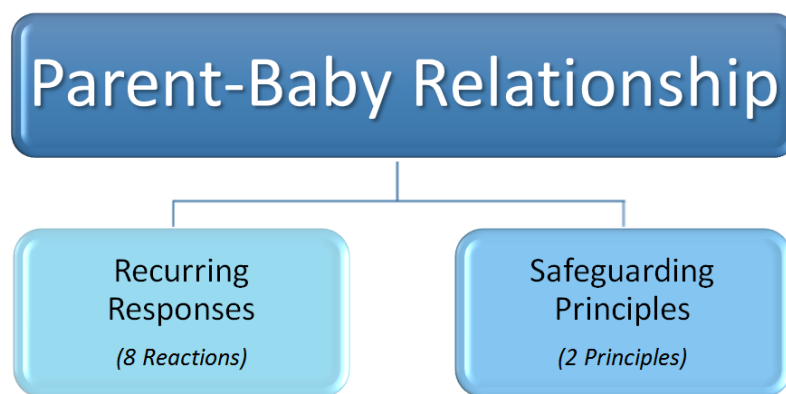 Parent-Baby Relationship
Recurring
Responses
(8 Reactions)
Safeguarding
Principles
(2 Principles)